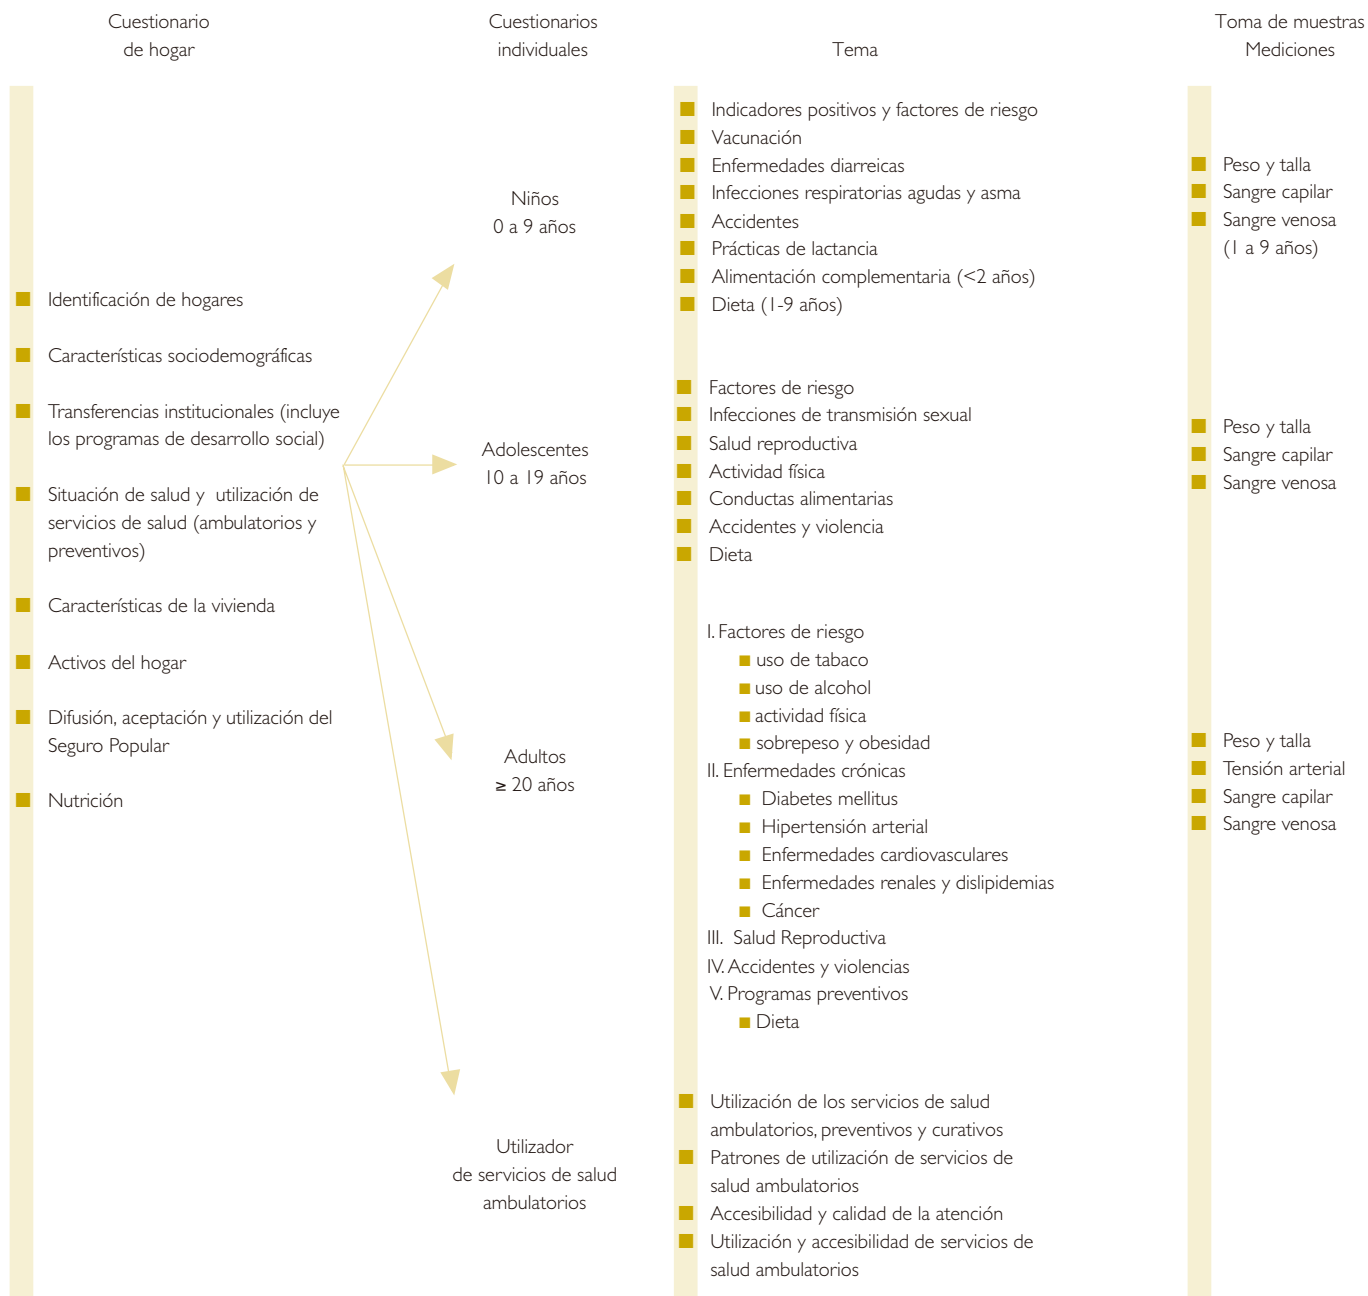 Cuestionario
de hogar
Cuestionarios
individuales
Tema
Toma de muestras
Mediciones
Identificación de hogares
Características sociodemográficas
Transferencias institucionales (incluye
los programas de desarrollo social)
Situación de salud y utilización de
servicios de salud (ambulatorios y
preventivos)
Características de la vivienda
Activos del hogar
Difusión, aceptación y utilización del
Seguro Popular
Nutrición
Niños
0 a 9 años
Indicadores positivos y factores de riesgo
Vacunación
Enfermedades diarreicas
Infecciones respiratorias agudas y asma
Accidentes
Prácticas de lactancia
Alimentación complementaria (<2 años)
Dieta (1-9 años)
Peso y talla
Sangre capilar
Sangre venosa
(1 a 9 años)
Adolescentes
10 a 19 años
Factores de riesgo
Infecciones de transmisión sexual
Salud reproductiva
Actividad física
Conductas alimentarias
Accidentes y violencia
Dieta
Peso y talla
Sangre capilar
Sangre venosa
Adultos
≥ 20 años
I. Factores de riesgo
uso de tabaco
uso de alcohol
actividad física
sobrepeso y obesidad
II. Enfermedades crónicas
Diabetes mellitus
Hipertensión arterial
Enfermedades cardiovasculares
Enfermedades renales y dislipidemias
Cáncer
III. Salud Reproductiva
IV. Accidentes y violencias
V. Programas preventivos
Dieta
Peso y talla
Tensión arterial
Sangre capilar
Sangre venosa
Utilizador
de servicios de salud
ambulatorios
Utilización de los servicios de salud
ambulatorios, preventivos y curativos
Patrones de utilización de servicios de
salud ambulatorios
Accesibilidad y calidad de la atención
Utilización y accesibilidad de servicios de
salud ambulatorios